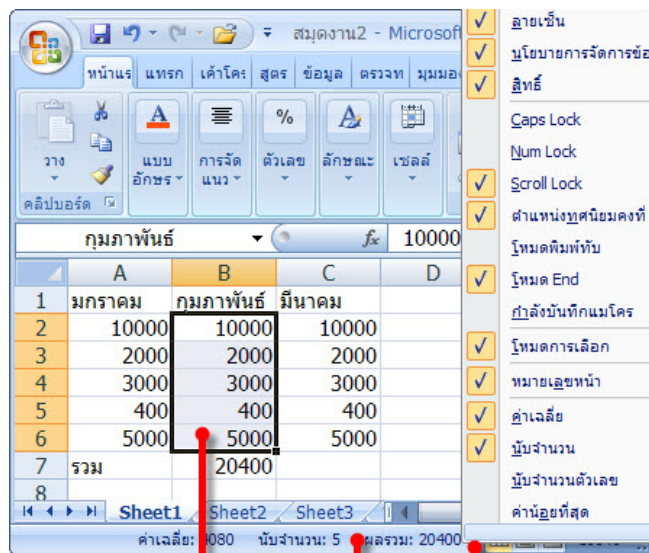 สมุดงาน2 - Microsoft
หน้าแร แทรก เค้าโคร สูตร ข้อมูล ตรวจท มุมมอง
วาง
แบบอักษร
การจัดแนว
ตัวเลข
ลักษณะ
เซลล์
คลิปบอร์ด
กุมภาพันธ์ fx 10000
A B C D
1 มกราคม กุมภาพันธ์ มีนาคม
2 10000 10000 10000
3 2000 2000 2000
4 3000 3000 3000
5 400 400 400
6 5000 5000 5000
7 รวม 20400
8
Sheet1 Sheet2 Sheet3
ค่าเฉลี่ย: 4080 นับจำนวน: 5 ผลรวม: 20400
ลายเซ็น
นโยบายการจัดการข้อ
สิทธิ์
Caps Lock
Num Lock
Scroll Lock
ตำแหน่งทศนิยมคงที่
โหมดพิมพ์ทับ
โหมด End
กำลังบันทึกแมโคร
โหมดการเลือก
หมายเลขหน้า
ค่าเฉลี่ย
นับจำนวน
นับจำนวนตัวเลข
ค่าน้อยที่สุด